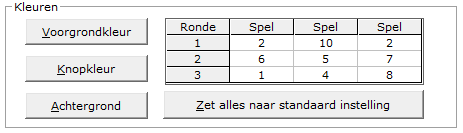 Kleuren
Voorgrondkleur
Knopkleur
Achtergrond
Ronde Spel Spel Spel
1 2 10 2
2 6 5 7
3 1 4 8
Zet alles naar standaard instelling